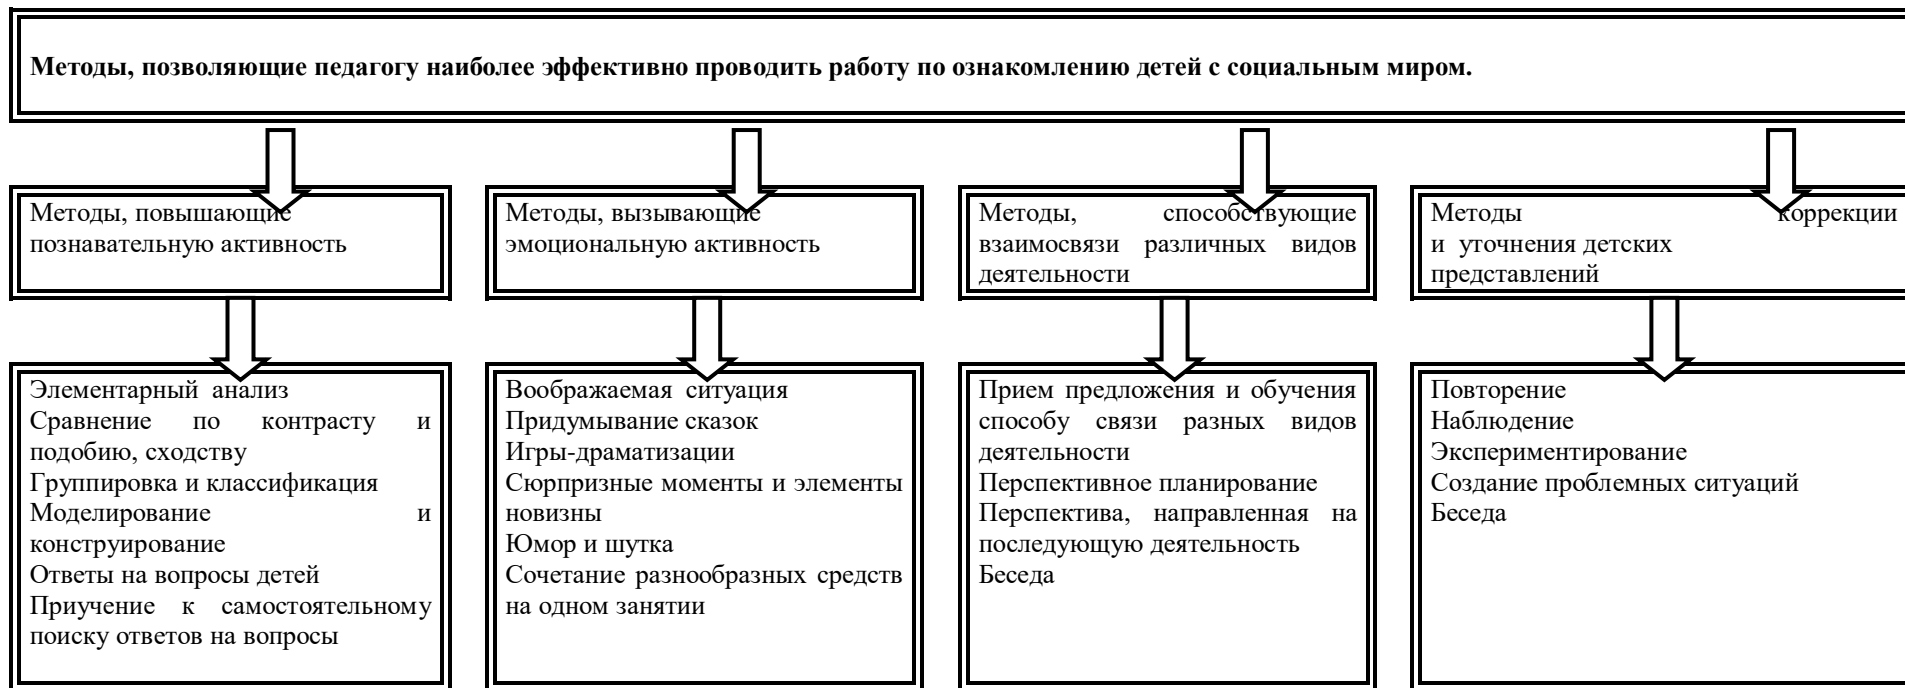 Методы, позволяющие педагогу наиболее эффективно проводить работу по ознакомлению детей с социальным миром.
Методы, повышающие
познавательную активность
Методы, вызывающие
эмоциональную активность
Методы, способствующие
взаимосвязи различных видов
деятельности
Методы коррекции
и уточнения детских
представлений
Элементарный анализ
Сравнение по контрасту и
подобию, сходству
Группировка и классификация
Моделирование и
конструирование
Ответы на вопросы детей
Приучение к самостоятельному
поиску ответов на вопросы
Воображаемая ситуация
Придумывание сказок
Игры-драматизации
Сюрпризные моменты и элементы
новизны
Юмор и шутка
Сочетание разнообразных средств
на одном занятии
Прием предложения и обучения
способу связи разных видов
деятельности
Перспективное планирование
Перспектива, направленная на
последующую деятельность
Беседа
Повторение
Наблюдение
Экспериментирование
Создание проблемных ситуаций
Беседа